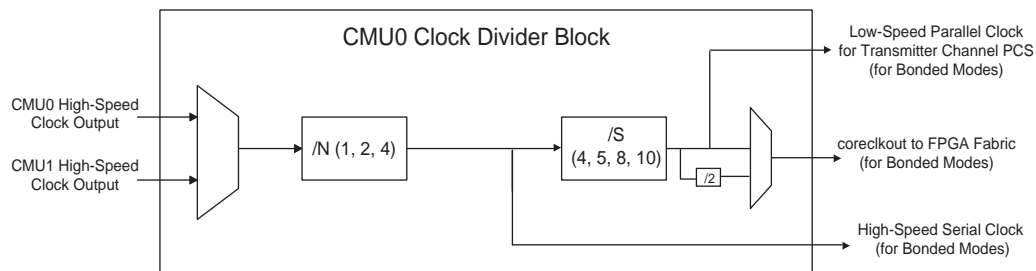 CMU0 Clock Divider Block
Low-Speed Parallel Clock
for Transmitter Channel PCS
(for Bonded Modes)
CMU0 High-Speed
Clock Output
/N (1, 2, 4)
/S
(4, 5, 8, 10)
/2
coreclkout to FPGA Fabric
(for Bonded Modes)
CMU1 High-Speed
Clock Output
High-Speed Serial Clock
(for Bonded Modes)